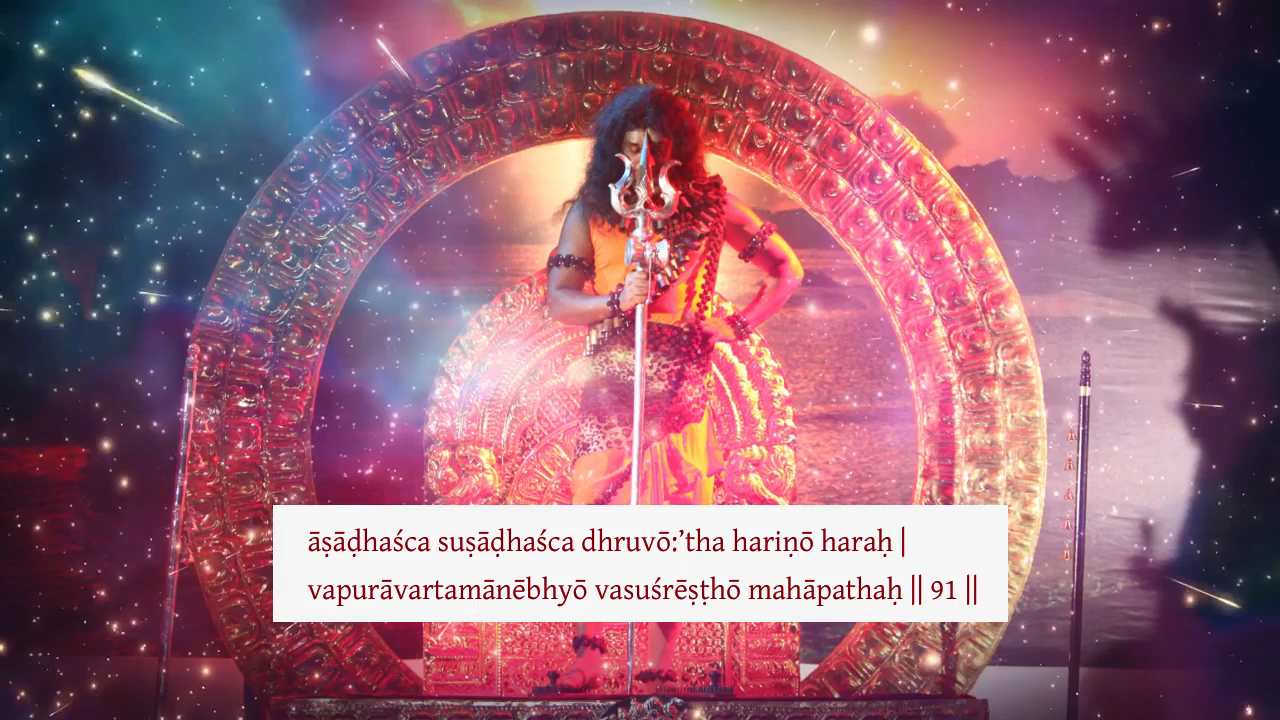 āṣāḍhaśca suṣāḍhaśca dhruvō:’tha hariṇō haraḥ |
vapurāvartamānēbhyō vasuśrēṣṭhō mahāpathaḥ || 91 ||